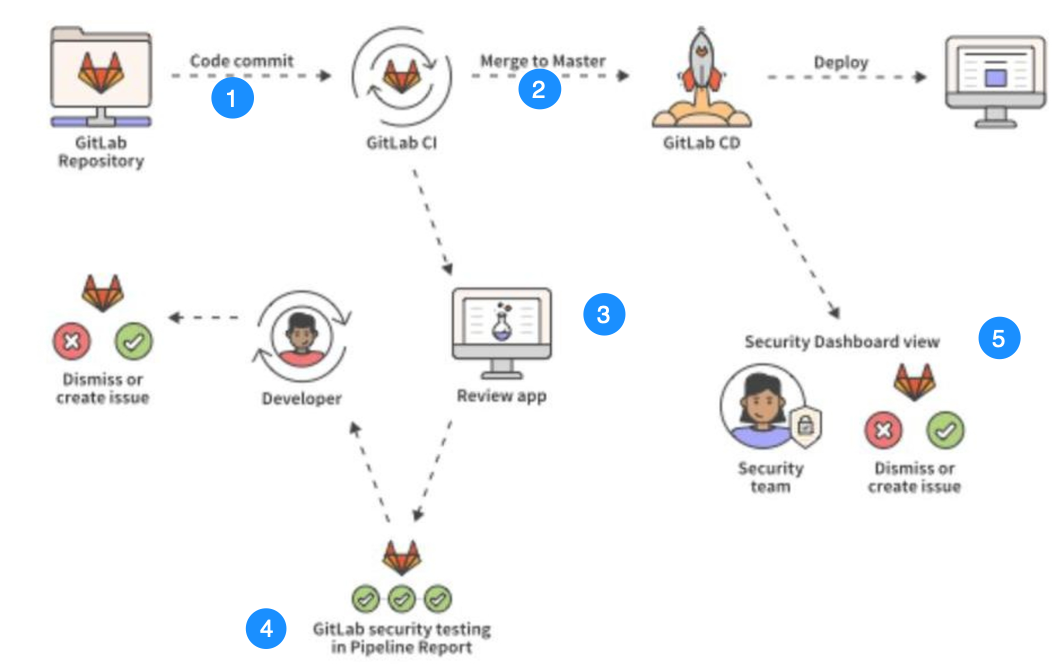 Code commit
1
Merge to Master
2
Deploy
GitLab
Repository
GitLab CI
GitLab CD
3
5
Security Dashboard view
Dismiss or
create issue
Developer
Review app
Security
team
Dismiss or
create issue
4
GitLab security testing
in Pipeline Report